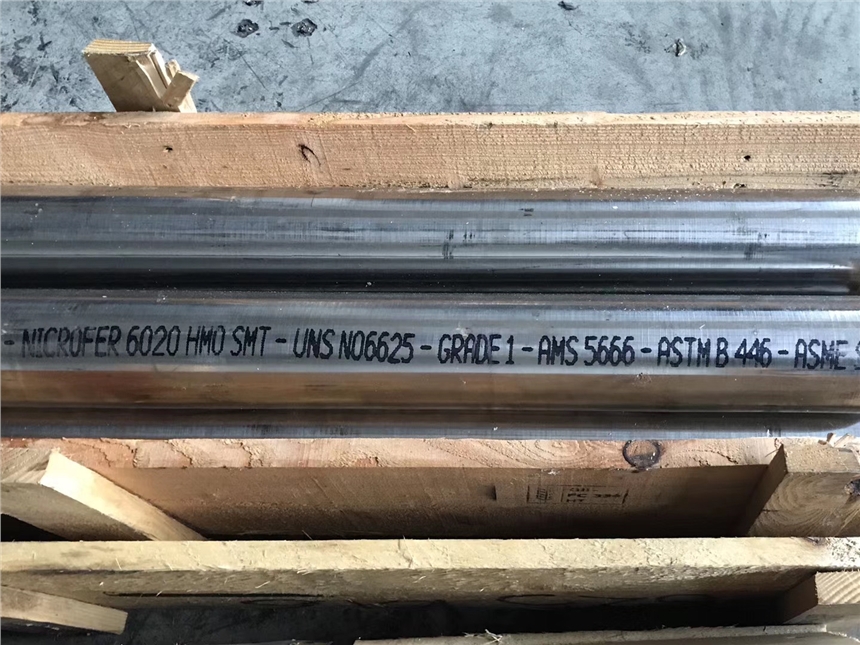 - NICROFER 6020 HMO SMT - UNS N06625 - GRADE 1 - AMS 5666 - ASTM B 446 - ASME